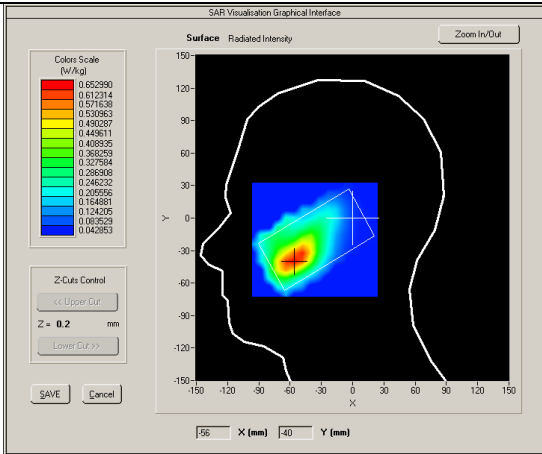 SAR Visualisation Graphical Interface
Surface Radiated Intensity
Zoom In/Out
Colors Scale
(W/kg)
0.652990
0.612314
0.571638
0.530963
0.490287
0.449611
0.408935
0.368259
0.327584
0.286908
0.246232
0.205556
0.164881
0.124205
0.083529
0.042853
150-
120-
90-
60-
30-
0-
-30-
-60-
-90-
-120-
-150-
Y
-150 -120 -90 -60 -30 0 30 60 90 120 150
X
Z-Cuts Control
<< Upper Cut
Z = 0.2 mm
Lower Cut >>
SAVE Cancel
-56 X (mm) -40 Y (mm)